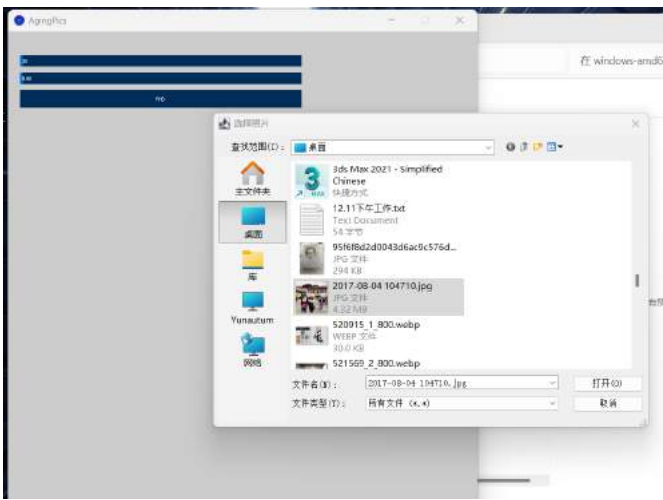 AgingPics
在 windows-amd6
选择照片
查找范围(I):
桌面
主文件夹
桌面
库
Yunautum
网络
3ds Max 2021 - Simplified
Chinese
快捷方式
12.11下午工作.txt
Text Document
54 字节
95f6f8d2d0043d6ac9c576d...
JPG 文件
294 KB
2017-08-04 104710.jpg
JPG 文件
4.32 MB
520915_1_800.webp
WEBP 文件
30.0 KB
521569_2_800.webp
文件名(N):
2017-08-04 104710.jpg
打开(O)
文件类型(T):
所有文件 (*.*)
取消